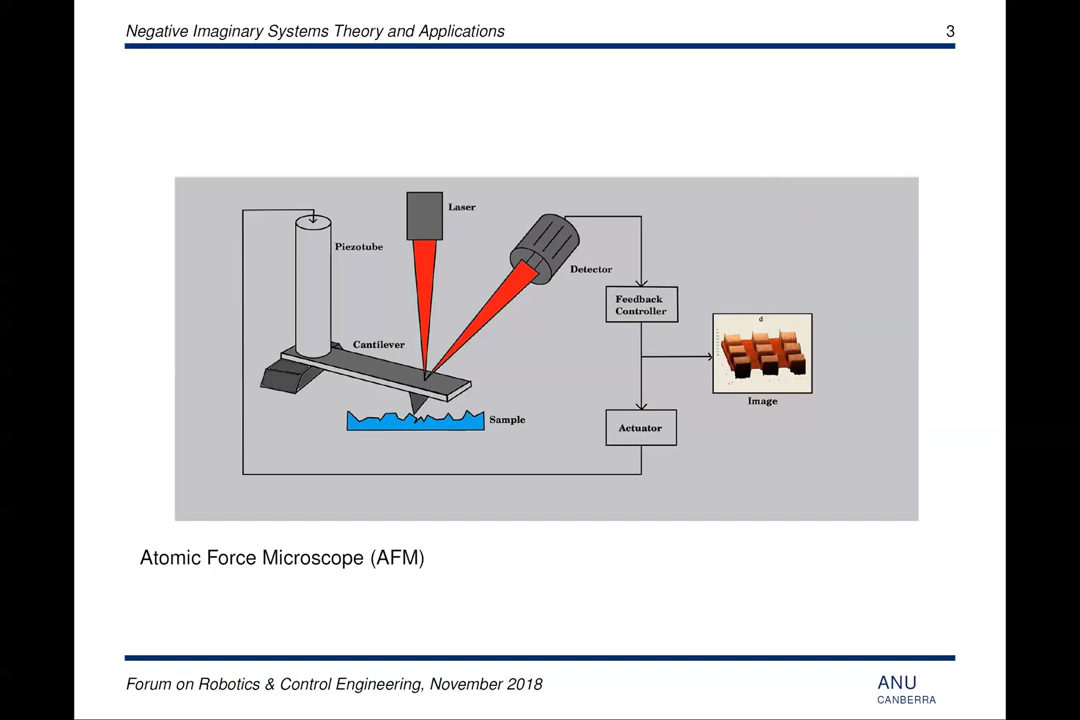 Negative Imaginary Systems Theory and Applications 3
Laser
Piezotube
Detector
Feedback
Controller
d
Cantilever
Image
Sample
Actuator
Atomic Force Microscope (AFM)
Forum on Robotics & Control Engineering, November 2018
ANU
CANBERRA